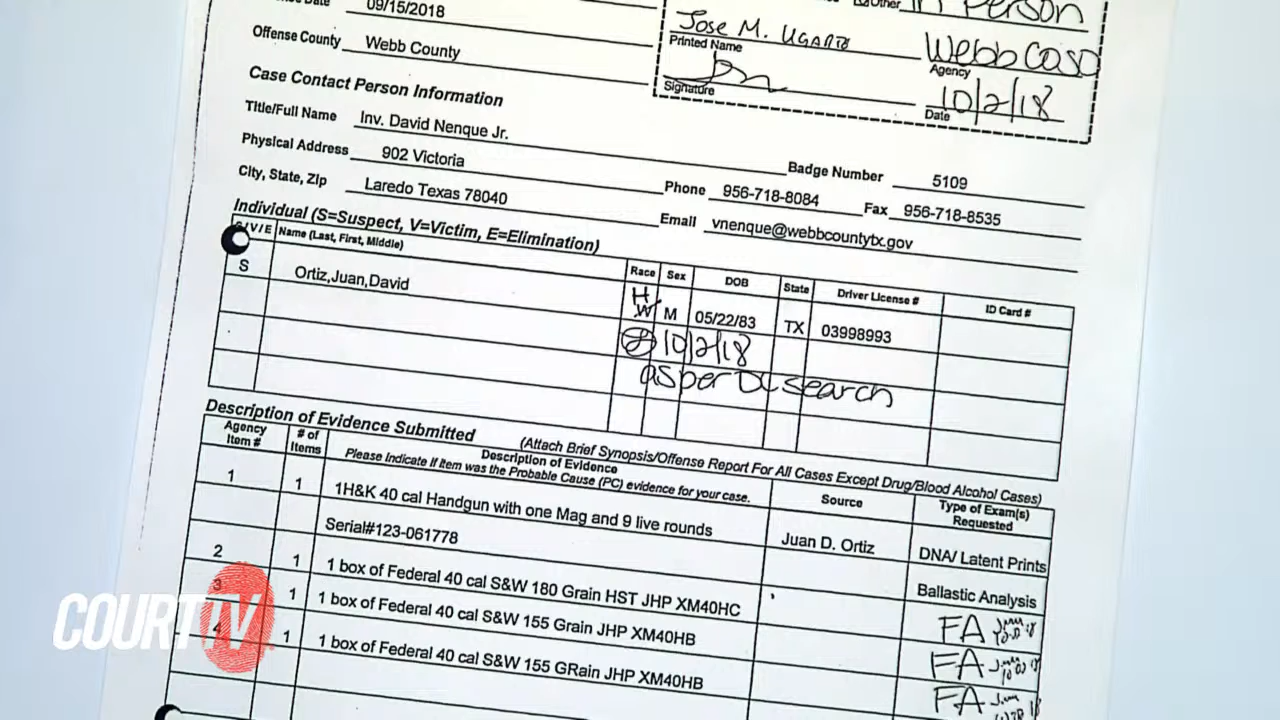 09/15/2018
Other In Person
Jose M. Ugarte
Printed Name
Webb CoSO
Agency
Offense County Webb County
Signature
10/2/18
Date
Case Contact Person Information
Title/Full Name Inv. David Nenque Jr.
Badge Number 5109
Physical Address 902 Victoria
Phone 956-718-8084 Fax 956-718-8535
City, State, Zip Laredo Texas 78040
Email vnenque@webbcountytx.gov
Individual (S=Suspect, V=Victim, E=Elimination)
S/V/E Name (Last, First, Middle) Race Sex DOB State Driver License # ID Card #
S Ortiz,Juan,David H W M 05/22/83 TX 03998993
10/2/18
as per DL search
Description of Evidence Submitted (Attach Brief Synopsis/Offense Report For All Cases Except Drug/Blood Alcohol Cases)
Agency Item # # of Items Description of Evidence Source Type of Exam(s) Requested
Please Indicate if Item was the Probable Cause (PC) evidence for your case.
1 1 1H&K 40 cal Handgun with one Mag and 9 live rounds Juan D. Ortiz DNA/ Latent Prints
Serial#123-061778 Ballastic Analysis
2 1 1 box of Federal 40 cal S&W 180 Grain HST JHP XM40HC FA
3 1 1 box of Federal 40 cal S&W 155 Grain JHP XM40HB FA
4 1 1 box of Federal 40 cal S&W 155 GRain JHP XM40HB FA
COURT TV